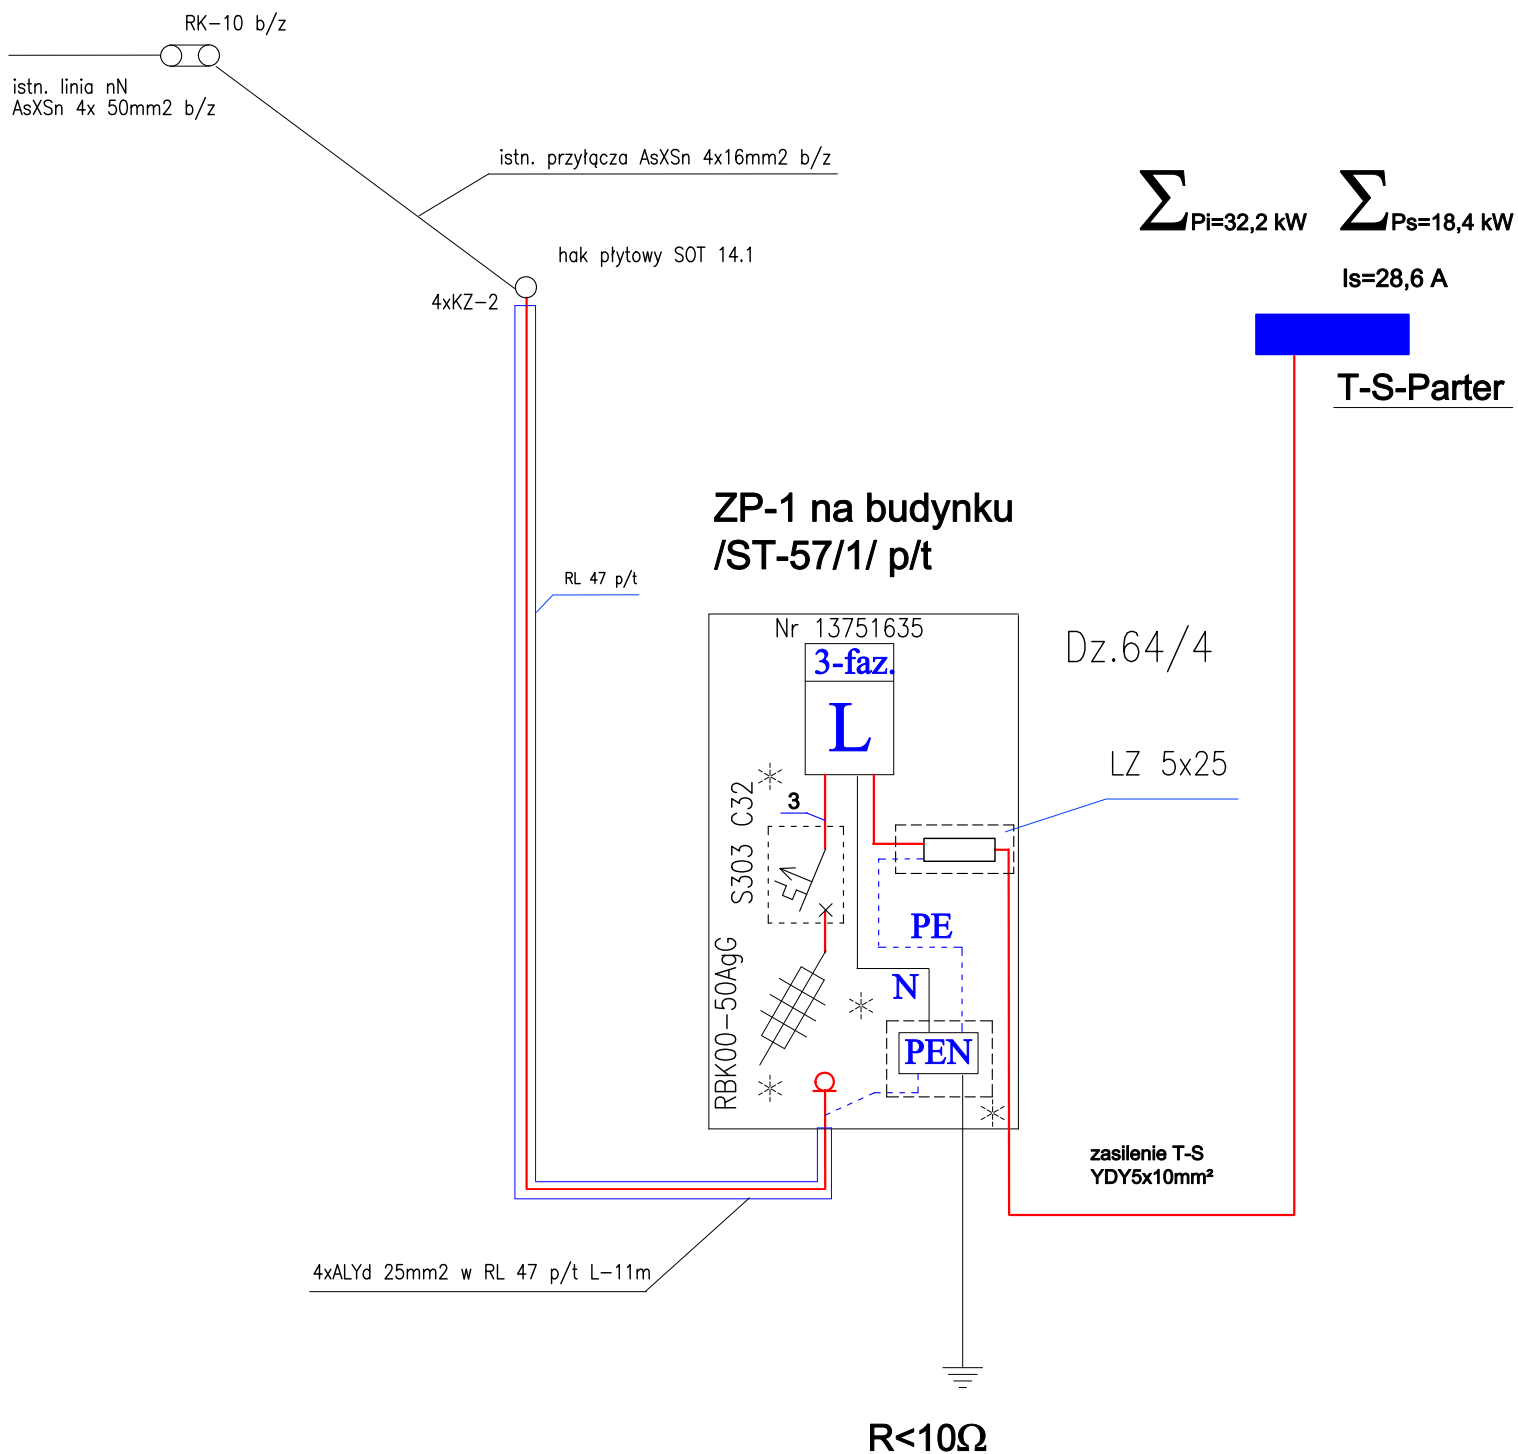 RK-10 b/z
istn. linia nN
AsXSn 4x 50mm2 b/z
istn. przyłącza AsXSn 4x16mm2 b/z
hak płytowy SOT 14.1
4xKZ-2
∑Pi=32,2 kW ∑Ps=18,4 kW
Is=28,6 A
T-S-Parter
ZP-1 na budynku
/ST-57/1/ p/t
RL 47 p/t
Nr 13751635
3-faz.
L
Dz.64/4
LZ 5x25
S303 C32
3
PE
N
RBK00-50AgG
PEN
zasilenie T-S
YDY5x10mm²
4xALYd 25mm2 w RL 47 p/t L-11m
R<10Ω